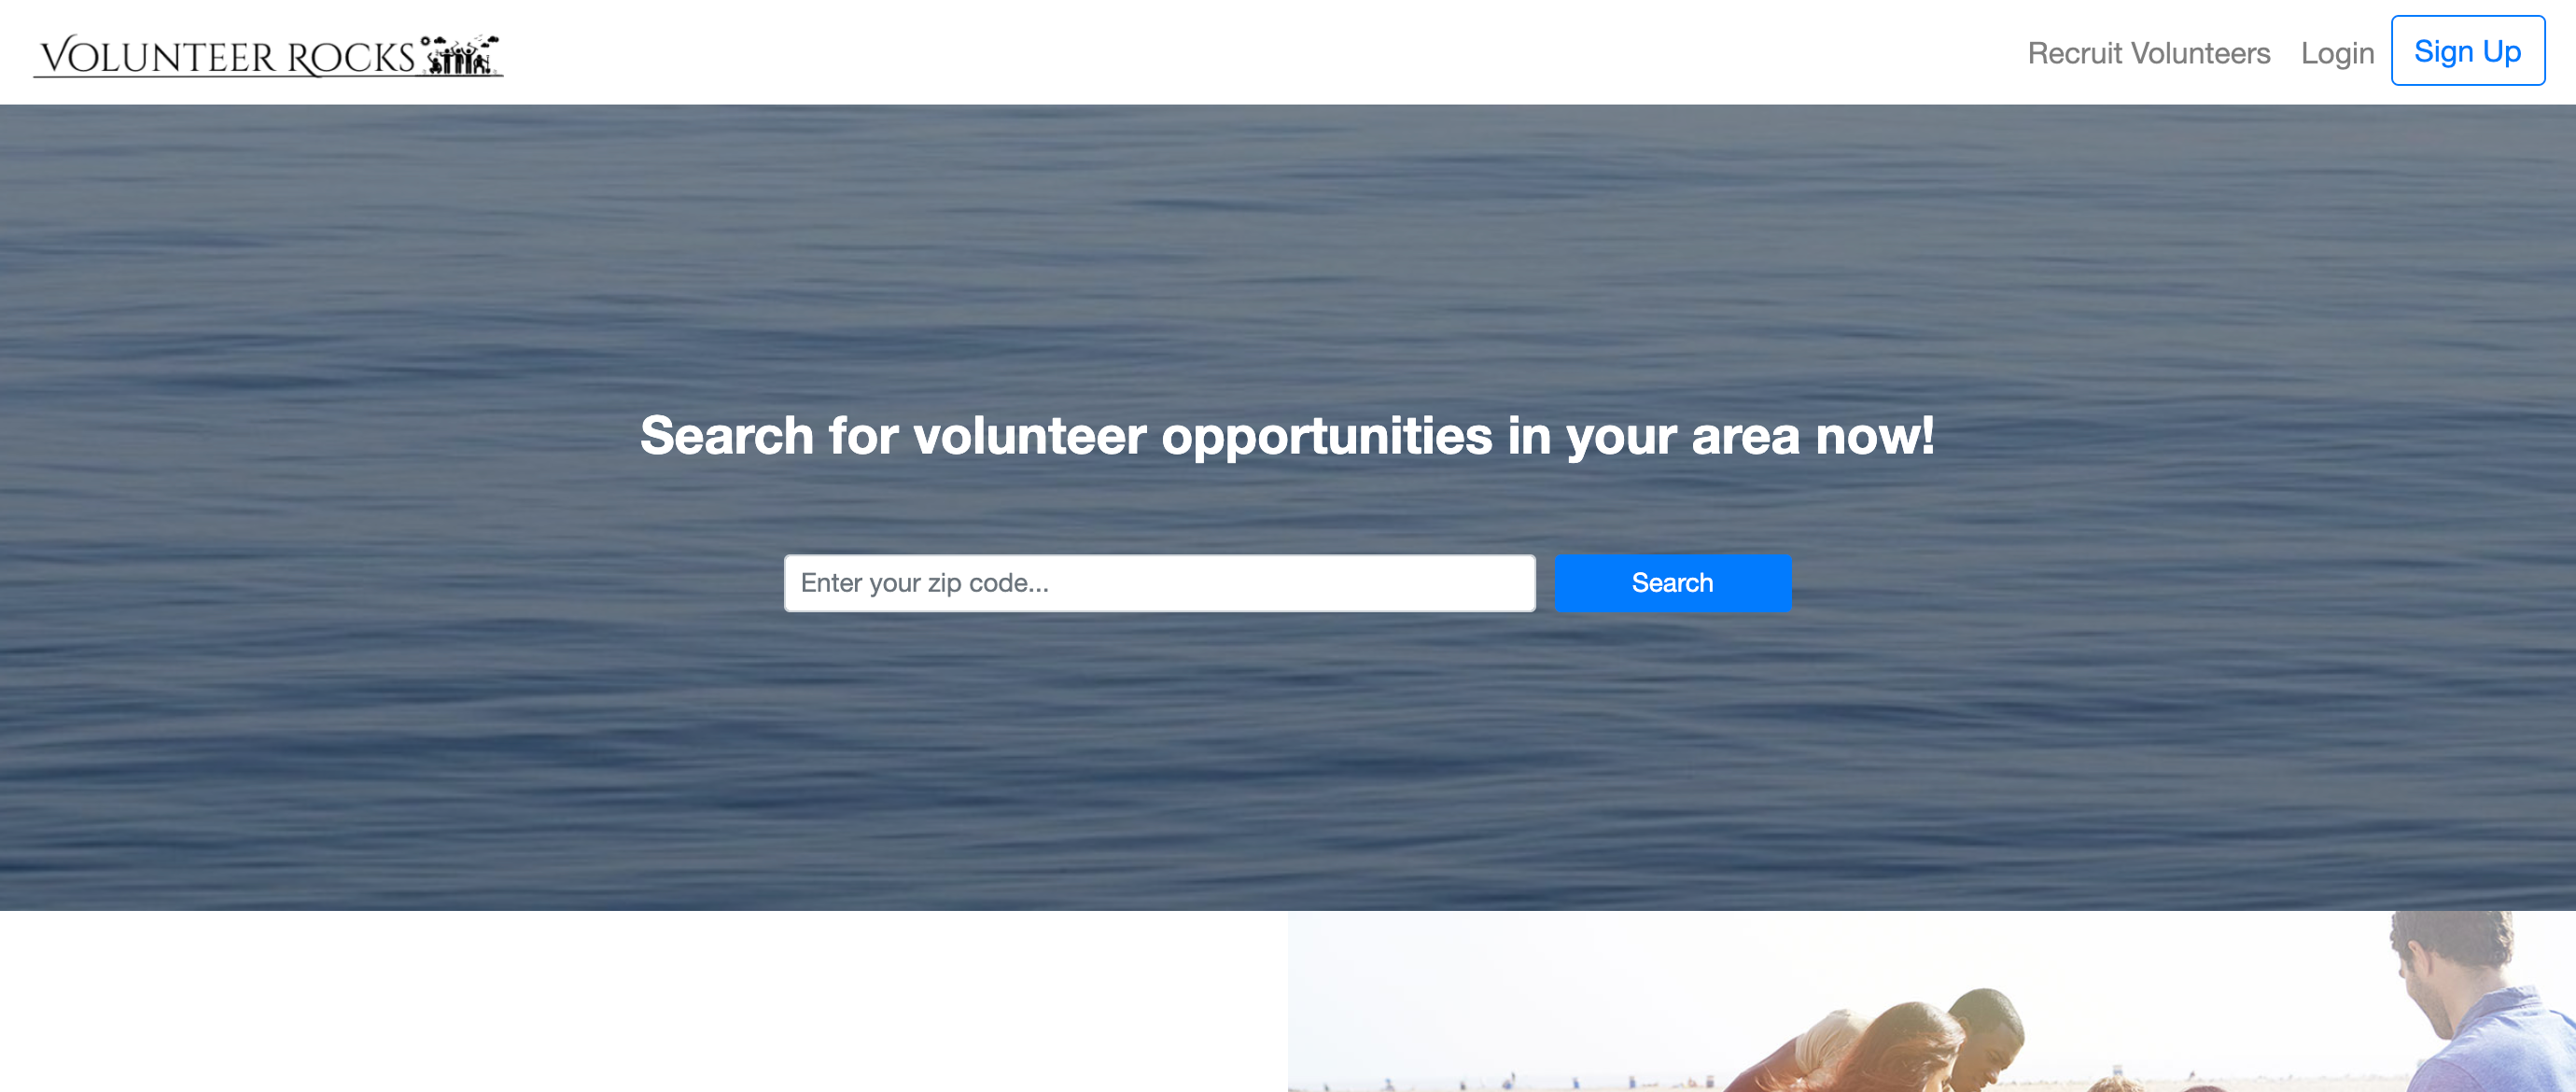 VOLUNTEER ROCKS
Recruit Volunteers
Login
Sign Up
Search for volunteer opportunities in your area now!
Enter your zip code...
Search